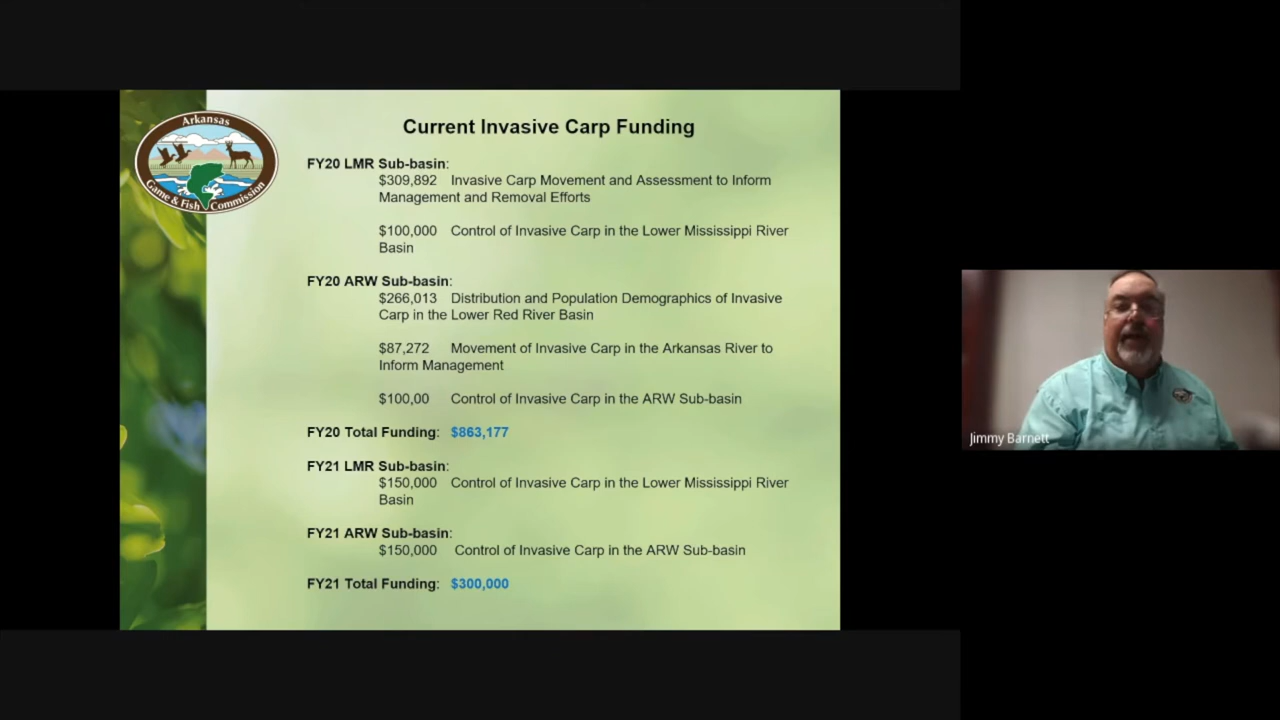 Arkansas
Game & Fish Commission
Current Invasive Carp Funding
FY20 LMR Sub-basin:
$309,892 Invasive Carp Movement and Assessment to Inform
Management and Removal Efforts
$100,000 Control of Invasive Carp in the Lower Mississippi River
Basin
FY20 ARW Sub-basin:
$266,013 Distribution and Population Demographics of Invasive
Carp in the Lower Red River Basin
$87,272 Movement of Invasive Carp in the Arkansas River to
Inform Management
$100,00 Control of Invasive Carp in the ARW Sub-basin
FY20 Total Funding: $863,177
FY21 LMR Sub-basin:
$150,000 Control of Invasive Carp in the Lower Mississippi River
Basin
FY21 ARW Sub-basin:
$150,000 Control of Invasive Carp in the ARW Sub-basin
FY21 Total Funding: $300,000
Jimmy Barnett